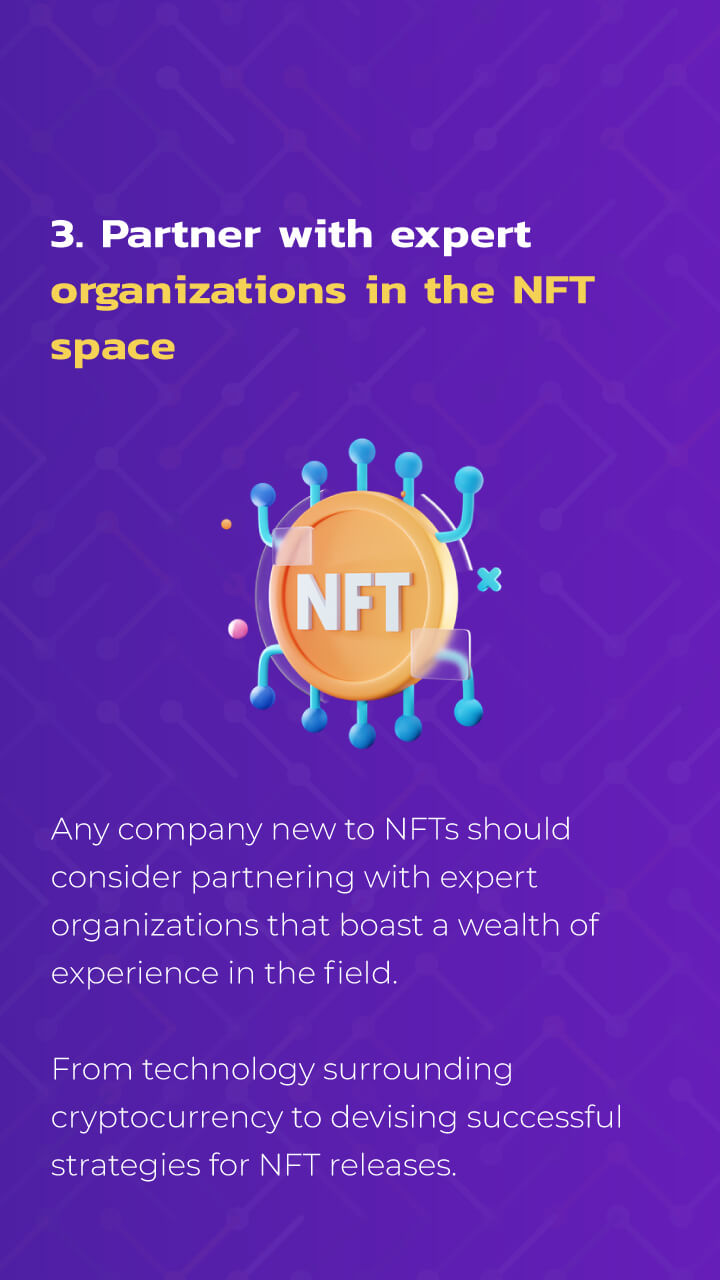 3. Partner with expert
organizations in the NFT
space
NFT
Any company new to NFTs should
consider partnering with expert
organizations that boast a wealth of
experience in the field.
From technology surrounding
cryptocurrency to devising successful
strategies for NFT releases.